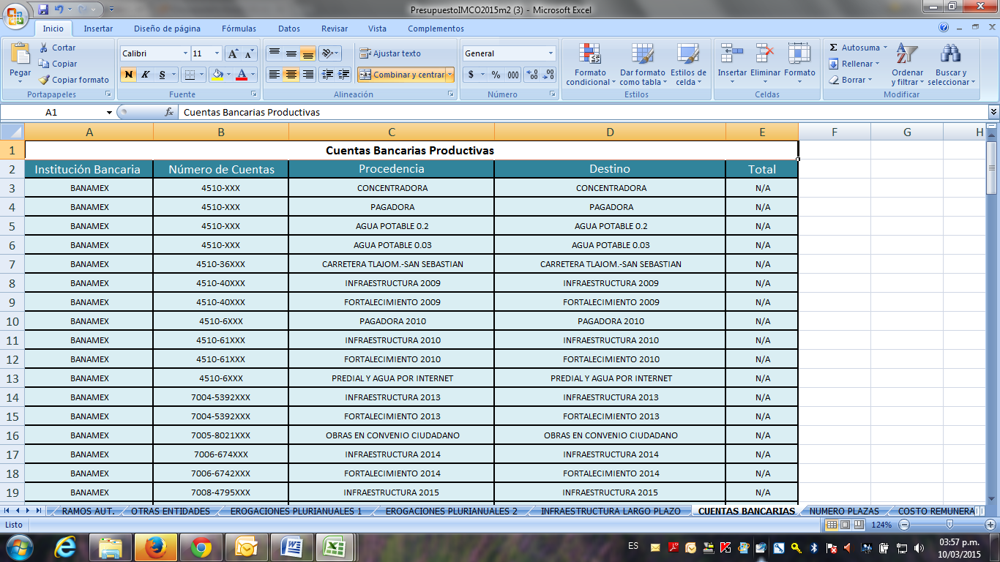 PresupuestoIMCO2015m2 (3) - Microsoft Excel
Inicio Insertar Diseño de página Fórmulas Datos Revisar Vista Complementos
Pegar
Cortar
Copiar
Copiar formato
Portapapeles
Calibri 11
N K S
Fuente
Ajustar texto
Combinar y centrar
Alineación
General
$ % 000
Número
Formato condicional
Dar formato como tabla
Estilos de celda
Estilos
Insertar Eliminar Formato
Celdas
Σ Autosuma
Rellenar
Borrar
Ordenar y filtrar
Buscar y seleccionar
Modificar
A1 fx Cuentas Bancarias Productivas
A B C D E F G H
1 Cuentas Bancarias Productivas
2 Institución Bancaria Número de Cuentas Procedencia Destino Total
3 BANAMEX 4510-XXX CONCENTRADORA CONCENTRADORA N/A
4 BANAMEX 4510-XXX PAGADORA PAGADORA N/A
5 BANAMEX 4510-XXX AGUA POTABLE 0.2 AGUA POTABLE 0.2 N/A
6 BANAMEX 4510-XXX AGUA POTABLE 0.03 AGUA POTABLE 0.03 N/A
7 BANAMEX 4510-36XXX CARRETERA TLAJOM.-SAN SEBASTIAN CARRETERA TLAJOM.-SAN SEBASTIAN N/A
8 BANAMEX 4510-40XXX INFRAESTRUCTURA 2009 INFRAESTRUCTURA 2009 N/A
9 BANAMEX 4510-40XXX FORTALECIMIENTO 2009 FORTALECIMIENTO 2009 N/A
10 BANAMEX 4510-6XXX PAGADORA 2010 PAGADORA 2010 N/A
11 BANAMEX 4510-61XXX INFRAESTRUCTURA 2010 INFRAESTRUCTURA 2010 N/A
12 BANAMEX 4510-61XXX FORTALECIMIENTO 2010 FORTALECIMIENTO 2010 N/A
13 BANAMEX 4510-6XXX PREDIAL Y AGUA POR INTERNET PREDIAL Y AGUA POR INTERNET N/A
14 BANAMEX 7004-5392XXX INFRAESTRUCTURA 2013 INFRAESTRUCTURA 2013 N/A
15 BANAMEX 7004-5392XXX FORTALECIMIENTO 2013 FORTALECIMIENTO 2013 N/A
16 BANAMEX 7005-8021XXX OBRAS EN CONVENIO CIUDADANO OBRAS EN CONVENIO CIUDADANO N/A
17 BANAMEX 7006-674XXX INFRAESTRUCTURA 2014 INFRAESTRUCTURA 2014 N/A
18 BANAMEX 7006-6742XXX FORTALECIMIENTO 2014 FORTALECIMIENTO 2014 N/A
19 BANAMEX 7008-4795XXX INFRAESTRUCTURA 2015 INFRAESTRUCTURA 2015 N/A
RAMOS AUT. OTRAS ENTIDADES EROGACIONES PLURIANUALES 1 EROGACIONES PLURIANUALES 2 INFRAESTRUCTURA LARGO PLAZO CUENTAS BANCARIAS NUMERO PLAZAS COSTO REMUNERA
Listo 124%
ES 03:57 p.m.
10/03/2015